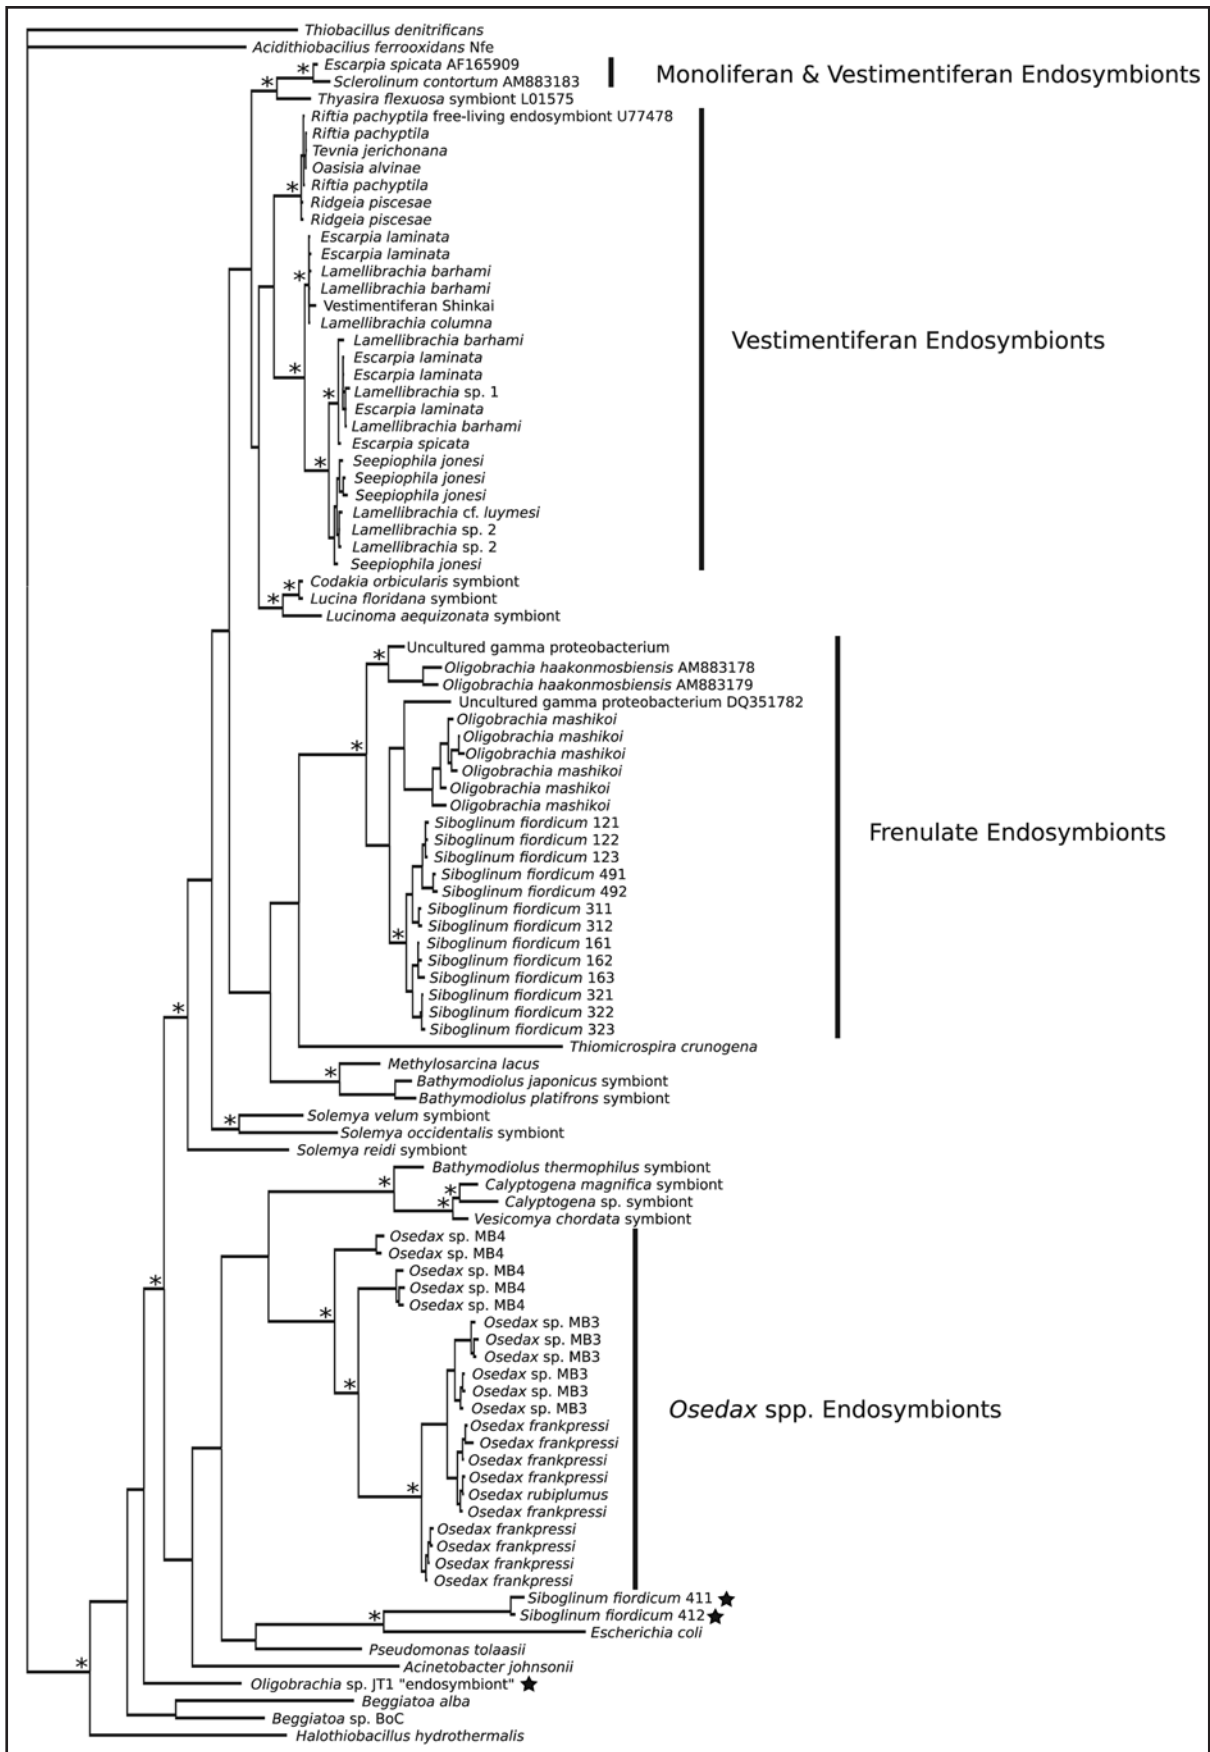 Thiobacillus denitrificans
Acidithiobacilius ferrooxidans Nfe
Escarpia spicata AF165909
Sclerolinum contortum AM883183
Monoliferan & Vestimentiferan Endosymbionts
Thyasira flexuosa symbiont L01575
Riftia pachyptila free-living endosymbiont U77478
Riftia pachyptila
Tevnia jerichonana
Oasisia alvinae
Riftia pachyptila
Ridgeia piscesae
Ridgeia piscesae
Escarpia laminata
Escarpia laminata
Lamellibrachia barhami
Lamellibrachia barhami
Vestimentiferan Shinkai
Lamellibrachia columna
Lamellibrachia barhami
Vestimentiferan Endosymbionts
Escarpia laminata
Escarpia laminata
Lamellibrachia sp. 1
Escarpia laminata
Lamellibrachia barhami
Escarpia spicata
Seepiophila jonesi
Seepiophila jonesi
Seepiophila jonesi
Lamellibrachia cf. luymesi
Lamellibrachia sp. 2
Lamellibrachia sp. 2
Seepiophila jonesi
Codakia orbicularis symbiont
Lucina floridana symbiont
Lucinoma aequizonata symbiont
Uncultured gamma proteobacterium
Oligobrachia haakonmosbiensis AM883178
Oligobrachia haakonmosbiensis AM883179
Uncultured gamma proteobacterium DQ351782
Oligobrachia mashikoi
Oligobrachia mashikoi
Oligobrachia mashikoi
Oligobrachia mashikoi
Oligobrachia mashikoi
Oligobrachia mashikoi
Siboglinum fiordicum 121
Frenulate Endosymbionts
Siboglinum fiordicum 122
Siboglinum fiordicum 123
Siboglinum fiordicum 491
Siboglinum fiordicum 492
Siboglinum fiordicum 311
Siboglinum fiordicum 312
Siboglinum fiordicum 161
Siboglinum fiordicum 162
Siboglinum fiordicum 163
Siboglinum fiordicum 321
Siboglinum fiordicum 322
Siboglinum fiordicum 323
Thiomicrospira crunogena
Methylosarcina lacus
Bathymodiolus japonicus symbiont
Bathymodiolus platifrons symbiont
Solemya velum symbiont
Solemya occidentalis symbiont
Solemya reidi symbiont
Bathymodiolus thermophilus symbiont
Calyptogena magnifica symbiont
Calyptogena sp. symbiont
Vesicomya chordata symbiont
Osedax sp. MB4
Osedax sp. MB4
Osedax sp. MB4
Osedax sp. MB4
Osedax sp. MB4
Osedax sp. MB3
Osedax sp. MB3
Osedax sp. MB3
Osedax sp. MB3
Osedax sp. MB3
Osedax sp. MB3
Osedax spp. Endosymbionts
Osedax frankpressi
Osedax frankpressi
Osedax frankpressi
Osedax frankpressi
Osedax rubiplumus
Osedax frankpressi
Osedax frankpressi
Osedax frankpressi
Osedax frankpressi
Osedax frankpressi
Siboglinum fiordicum 411
Siboglinum fiordicum 412
Escherichia coli
Pseudomonas tolaasii
Acinetobacter johnsonii
Oligobrachia sp. JT1 "endosymbiont"
Beggiatoa alba
Beggiatoa sp. BoC
Halothiobacillus hydrothermalis